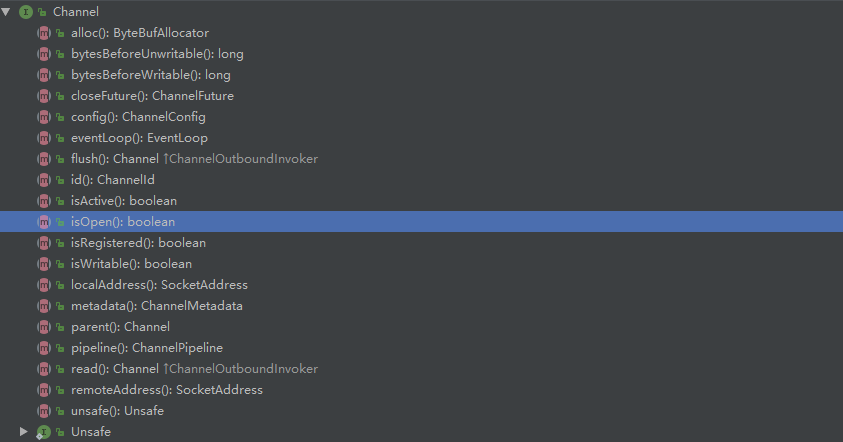 Channel
alloc(): ByteBufAllocator
bytesBeforeUnwritable(): long
bytesBeforeWritable(): long
closeFuture(): ChannelFuture
config(): ChannelConfig
eventLoop(): EventLoop
flush(): Channel ↑ChannelOutboundInvoker
id(): ChannelId
isActive(): boolean
isOpen(): boolean
isRegistered(): boolean
isWritable(): boolean
localAddress(): SocketAddress
metadata(): ChannelMetadata
parent(): Channel
pipeline(): ChannelPipeline
read(): Channel ↑ChannelOutboundInvoker
remoteAddress(): SocketAddress
unsafe(): Unsafe
Unsafe